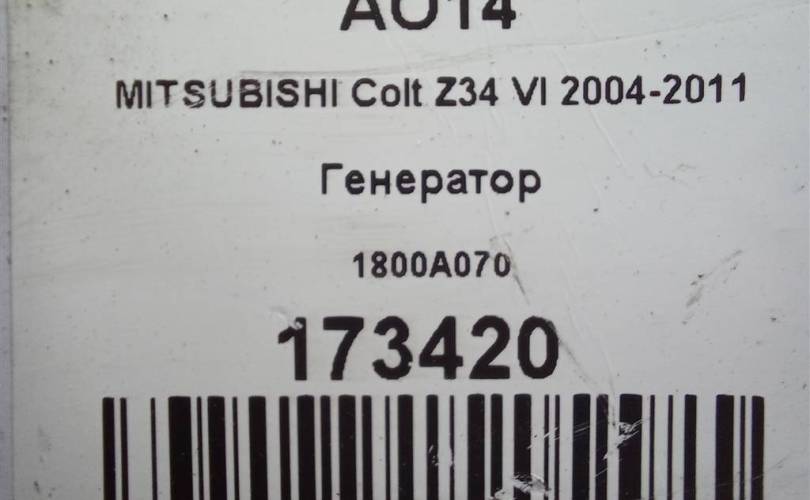 AO14
MITSUBISHI Colt Z34 VI 2004-2011
Генератор
1800A070
173420